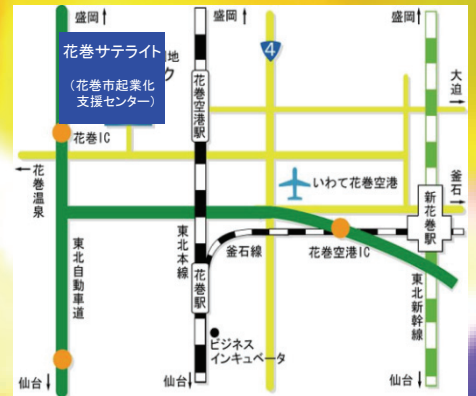 盛岡↑
盛岡↑
盛岡↑
花巻サテライト
(花巻市起業化
支援センター)
地
ク
4
花巻空港駅
大迫
→
花巻IC
←
花巻温泉
いわて花巻空港
釜石
→
新花巻駅
東北自動車道
東北本線
釜石線
花巻空港IC
花巻駅
東北新幹線
ビジネス
インキュベータ
仙台↓
仙台↓
仙台↓